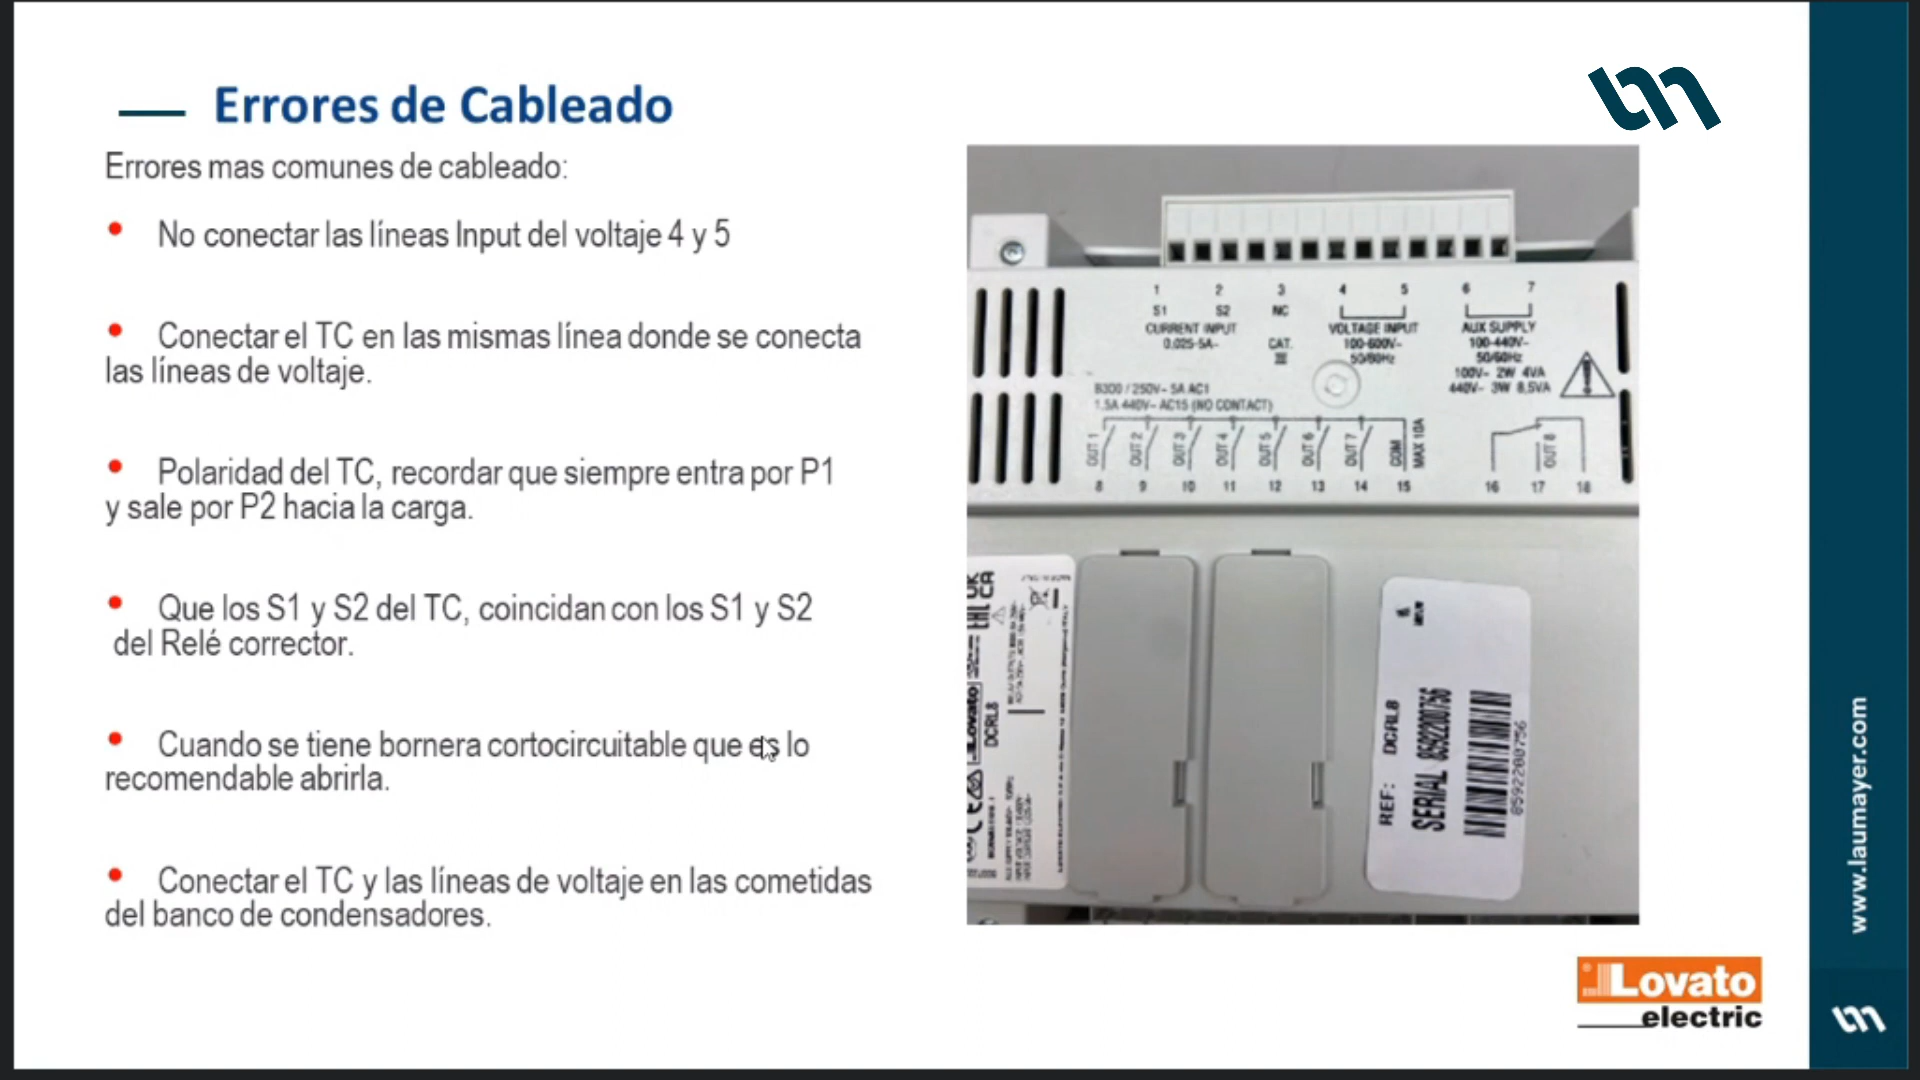 Errores de Cableado
Errores mas comunes de cableado:
• No conectar las líneas Input del voltaje 4 y 5
• Conectar el TC en las mismas línea donde se conecta
las líneas de voltaje.
• Polaridad del TC, recordar que siempre entra por P1
y sale por P2 hacia la carga.
• Que los S1 y S2 del TC, coincidan con los S1 y S2
del Relé corrector.
• Cuando se tiene bornera cortocircuitable que es lo
recomendable abrirla.
• Conectar el TC y las líneas de voltaje en las cometidas
del banco de condensadores.
1 2 3 4 5 6 7
S1 S2 NC
CURRENT INPUT VOLTAGE INPUT AUX SUPPLY
0,025-5A~ CAT. 100-600V~ 100-440V~
III 50/60Hz 50/60Hz
100V~ 2W 4VA
440V~ 3W 8,5VA
B300 / 250V~ 5A AC1
1.5A 440V~ AC15 (NO CONTACT)
OUT 1 OUT 2 OUT 3 OUT 4 OUT 5 OUT 6 OUT 7 COM MAX 10A OUT 8
8 9 10 11 12 13 14 15 16 17 18
UK CA
EAC
Lovato
DCRL8
CE
REF: DCRL8
SERIAL 8592200756
8592200756
Lovato
electric
www.laumayer.com